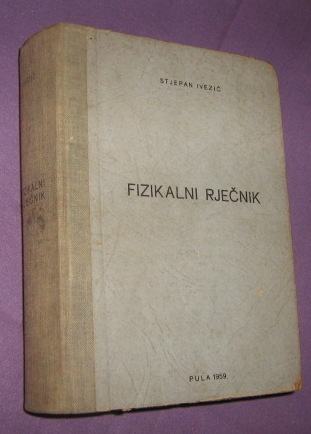 STJEPAN IVEZIĆ
FIZIKALNI RJEČNIK
PULA 1959.